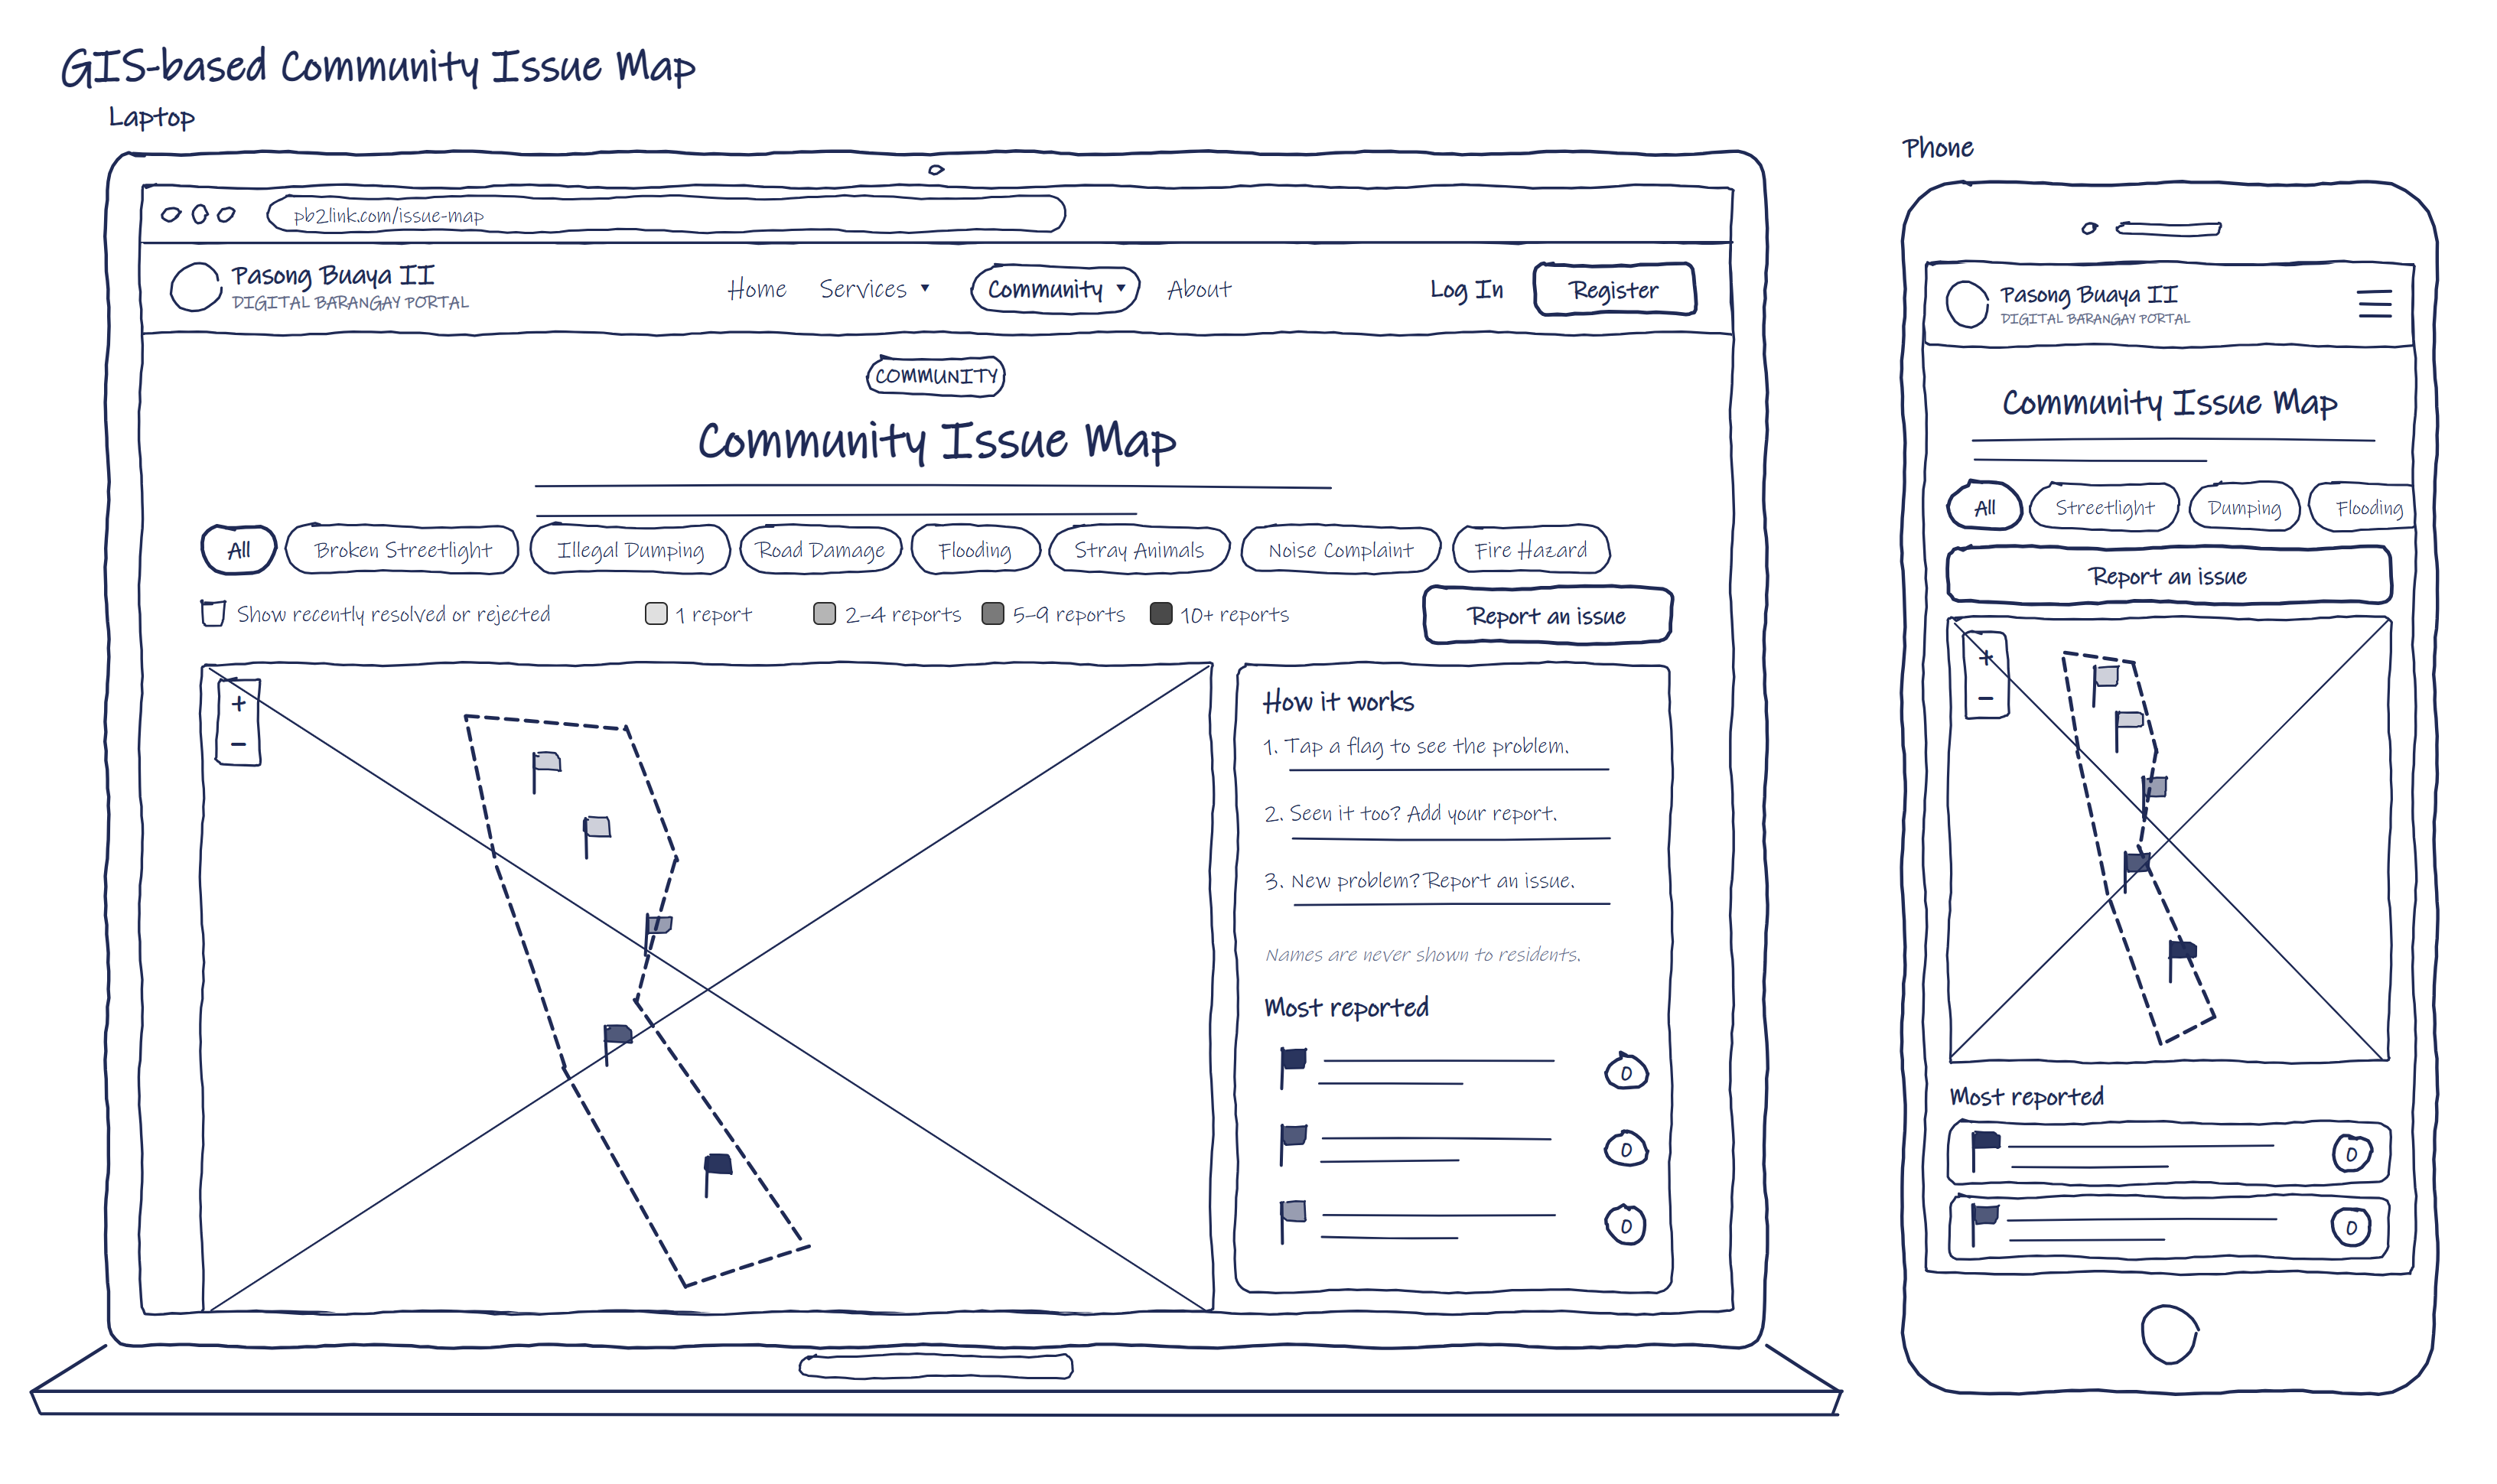 GIS-based Community Issue Map
Laptop
pb2link.com/issue-map
Pasong Buaya II
DIGITAL BARANGAY PORTAL
Home Services ▾ Community ▾ About Log In Register
COMMUNITY
Community Issue Map
All Broken Streetlight Illegal Dumping Road Damage Flooding Stray Animals Noise Complaint Fire Hazard
Show recently resolved or rejected 1 report 2–4 reports 5–9 reports 10+ reports Report an issue
+
−
How it works
1. Tap a flag to see the problem.
2. Seen it too? Add your report.
3. New problem? Report an issue.
Names are never shown to residents.
Most reported
0
0
0
Phone
Pasong Buaya II
DIGITAL BARANGAY PORTAL
Community Issue Map
All Streetlight Dumping Flooding
Report an issue
+
−
Most reported
0
0